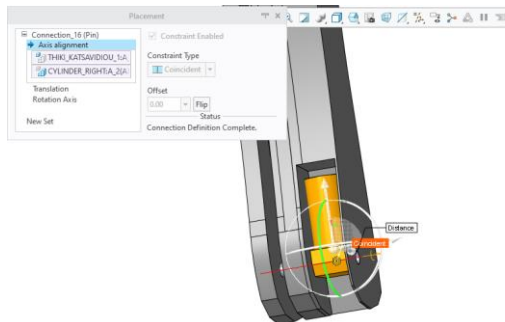 Placement
Connection_16 (Pin)
Axis alignment
THIKI_KATSAVIDIOU_1:A
CYLINDER_RIGHT:A_2(A
Translation
Rotation Axis
New Set
Constraint Enabled
Constraint Type
Coincident
Offset
0.00
Flip
Status
Connection Definition Complete.
Distance
Coincident